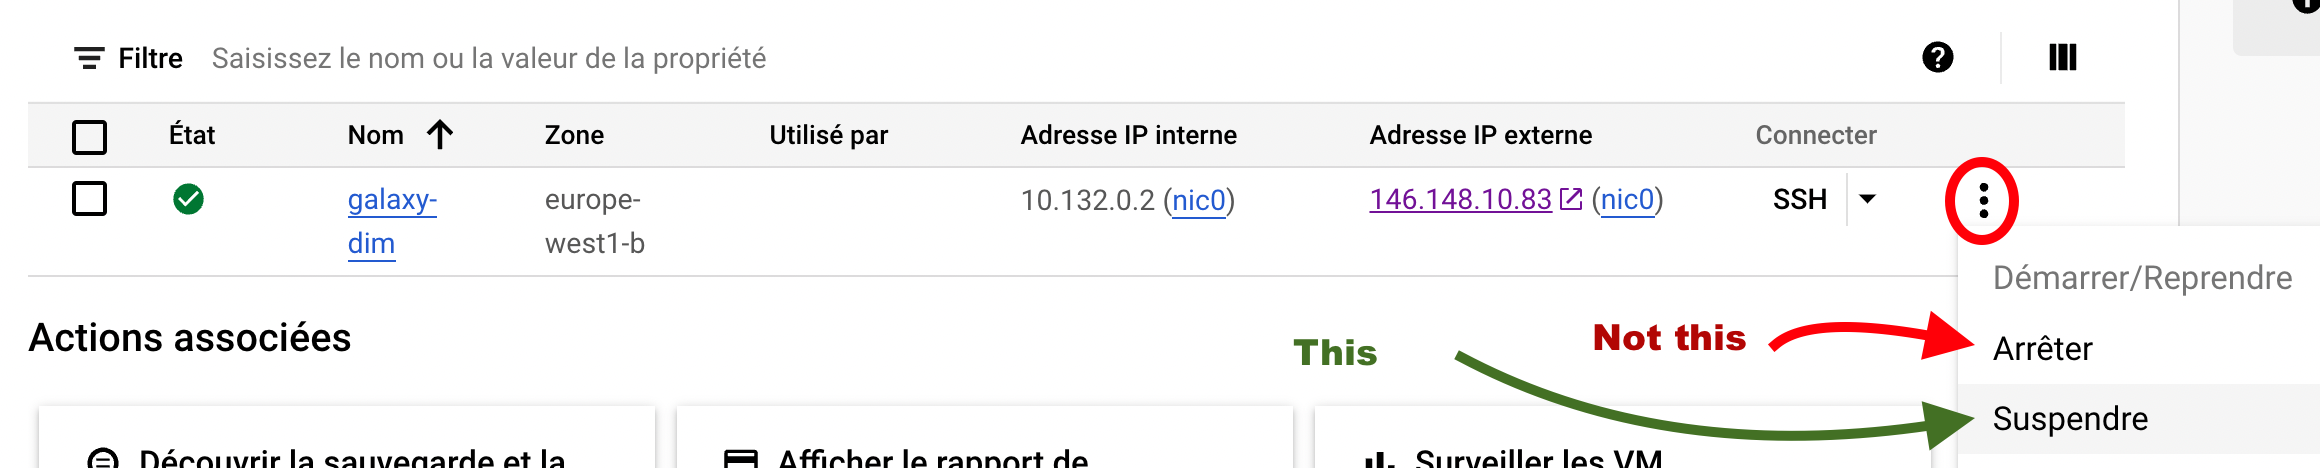 Filtre Saisissez le nom ou la valeur de la propriété
État Nom Zone Utilisé par Adresse IP interne Adresse IP externe Connecter
galaxy- europe- 10.132.0.2 (nic0) 146.148.10.83 (nic0) SSH
dim west1-b
Démarrer/Reprendre
Actions associées
This
Not this
Arrêter
Suspendre
Découvrir la sauvegarde et la
Afficher le rapport de
Surveiller les VM